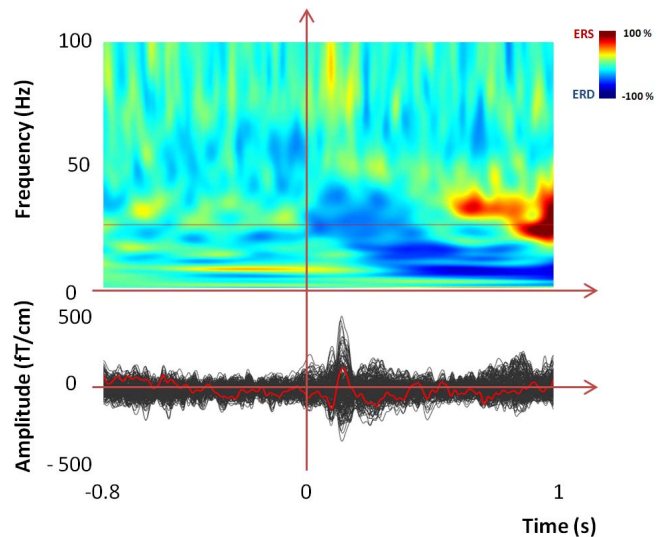 ERS 100 %
ERD -100 %
100
50
0
Frequency (Hz)
500
0
- 500
Amplitude (fT/cm)
-0.8 0 1
Time (s)